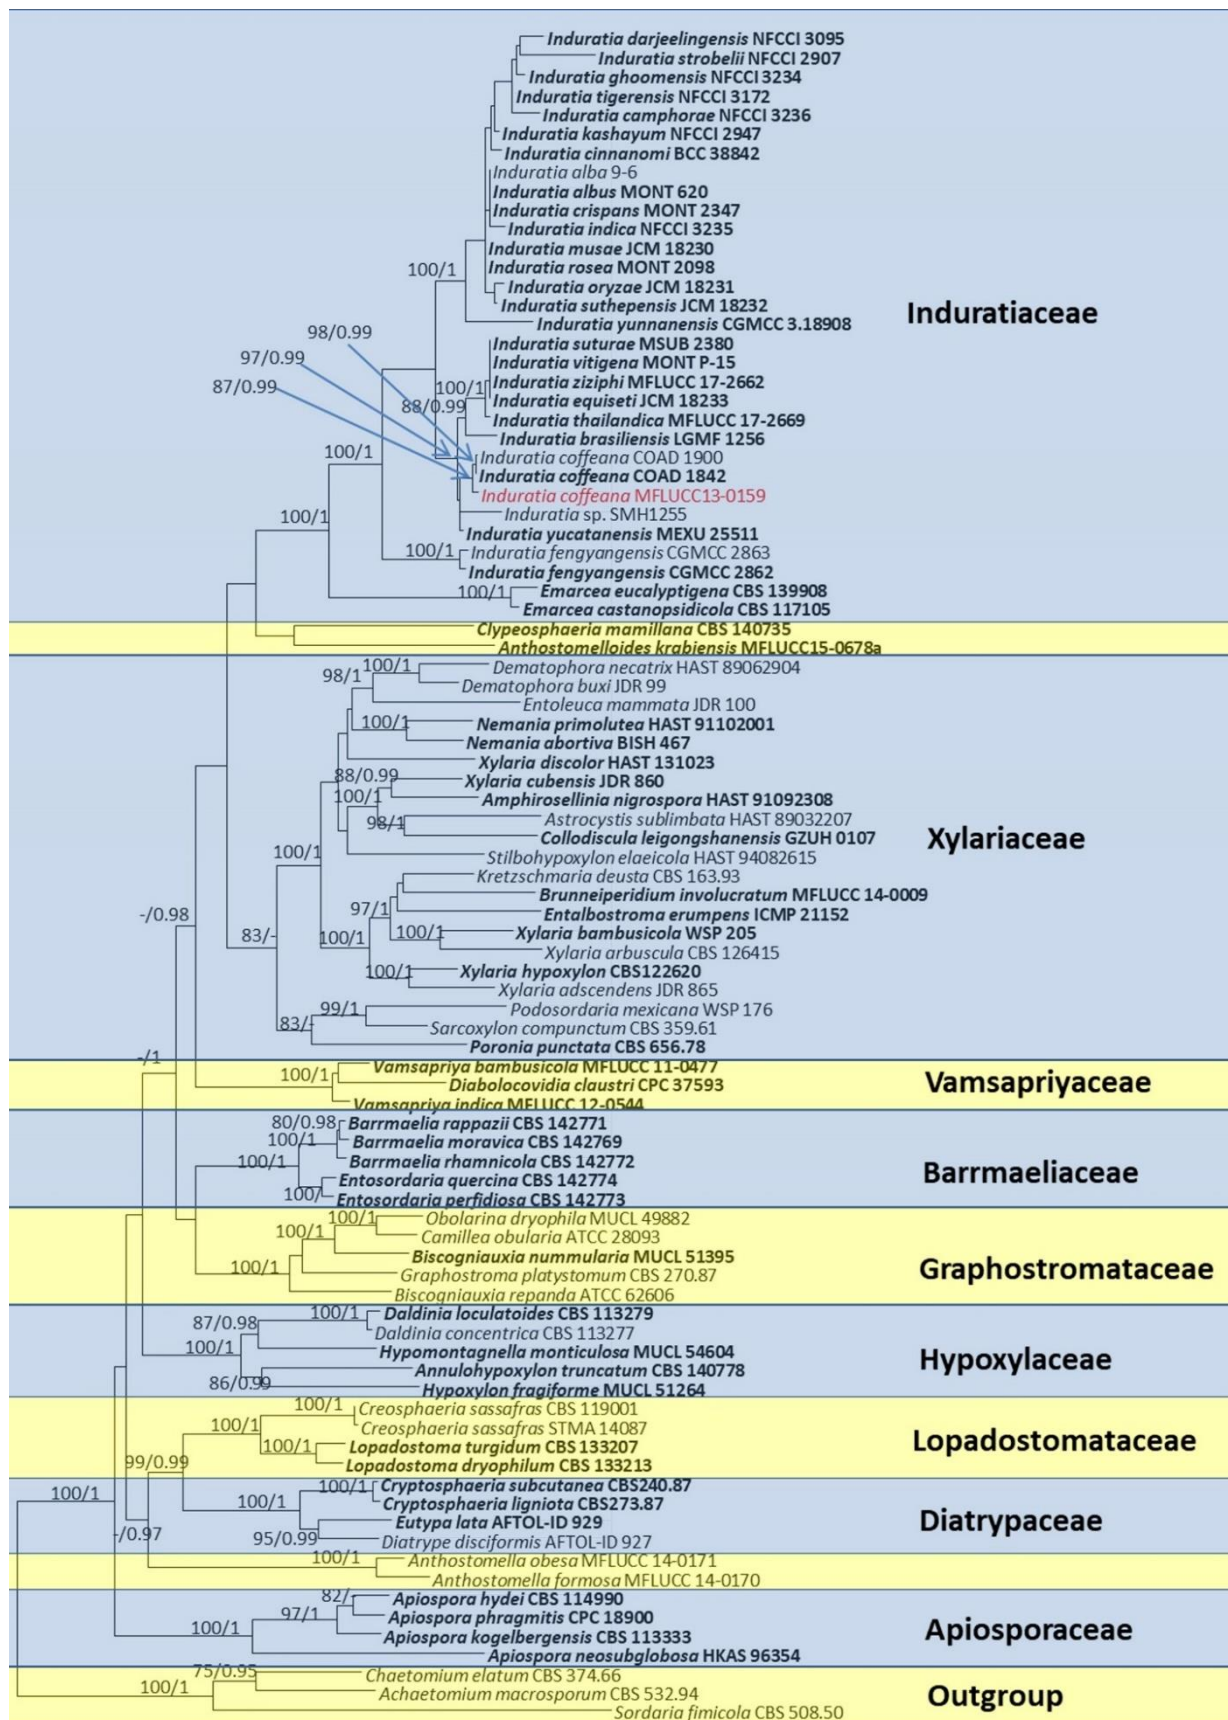 Induratia darjeelingensis NFCCI 3095
Induratia strobelii NFCCI 2907
Induratia ghoomensis NFCCI 3234
Induratia tigerensis NFCCI 3172
Induratia camphorae NFCCI 3236
Induratia kashayum NFCCI 2947
Induratia cinnanomi BCC 38842
Induratia alba 9-6
Induratia albus MONT 620
Induratia crispans MONT 2347
Induratia indica NFCCI 3235
Induratia musae JCM 18230
100/1
Induratia rosea MONT 2098
Induratia oryzae JCM 18231
Induratia suthepensis JCM 18232
Induratiaceae
Induratia yunnanensis CGMCC 3.18908
98/0.99
Induratia suturae MSUB 2380
97/0.99
Induratia vitigena MONT P-15
87/0.99
100/1
Induratia ziziphi MFLUCC 17-2662
88/0.99
Induratia equiseti JCM 18233
Induratia thailandica MFLUCC 17-2669
Induratia brasiliensis LGMF 1256
100/1
Induratia coffeana COAD 1900
Induratia coffeana COAD 1842
Induratia coffeana MFLUCC13-0159
100/1
Induratia sp. SMH1255
Induratia yucatanensis MEXU 25511
100/1
Induratia fengyangensis CGMCC 2863
Induratia fengyangensis CGMCC 2862
100/1
Emarcea eucalyptigena CBS 139908
Emarcea castanopsidicola CBS 117105
Clypeosphaeria mamillana CBS 140735
Anthostomelloides krabiensis MFLUCC15-0678a
98/1
100/1
Dematophora necatrix HAST 89062904
Dematophora buxi JDR 99
Entoleuca mammata JDR 100
100/1
Nemania primolutea HAST 91102001
Nemania abortiva BISH 467
Xylaria discolor HAST 131023
88/0.99
Xylaria cubensis JDR 860
100/1
Amphirosellinia nigrospora HAST 91092308
98/1
Astrocystis sublimbata HAST 89032207
Collodiscula leigongshanensis GZUH 0107
Xylariaceae
100/1
Stilbohypoxylon elaeicola HAST 94082615
Kretzschmaria deusta CBS 163.93
Brunneiperidium involucratum MFLUCC 14-0009
-/0.98
97/1
Entalbostroma erumpens ICMP 21152
83/-
100/1
100/1
Xylaria bambusicola WSP 205
Xylaria arbuscula CBS 126415
100/1
Xylaria hypoxylon CBS122620
Xylaria adscendens JDR 865
99/1
Podosordaria mexicana WSP 176
83/-
Sarcoxylon compunctum CBS 359.61
Poronia punctata CBS 656.78
-/1
Vamsapriya bambusicola MFLUCC 11-0477
100/1
Diabolocovidia claustri CPC 37593
Vamsapriyaceae
Vamsapriya indica MFLUCC 12-0544
80/0.98
Barrmaelia rappazii CBS 142771
100/1
Barrmaelia moravica CBS 142769
100/1
Barrmaelia rhamnicola CBS 142772
Barrmaeliaceae
Entosordaria quercina CBS 142774
100/
Entosordaria perfidiosa CBS 142773
100/1
Obolarina dryophila MUCL 49882
100/1
Camillea obularia ATCC 28093
Biscogniauxia nummularia MUCL 51395
100/1
Graphostroma platystomum CBS 270.87
Graphostromataceae
Biscogniauxia repanda ATCC 62606
87/0.98
100/1
Daldinia loculatoides CBS 113279
Daldinia concentrica CBS 113277
100/1
Hypomontagnella monticulosa MUCL 54604
Hypoxylaceae
Annulohypoxylon truncatum CBS 140778
86/0.99
Hypoxylon fragiforme MUCL 51264
100/1
Creosphaeria sassafras CBS 119001
100/1
Creosphaeria sassafras STMA 14087
100/1
Lopadostoma turgidum CBS 133207
Lopadostomataceae
99/0.99
Lopadostoma dryophilum CBS 133213
100/1
Cryptosphaeria subcutanea CBS240.87
100/1
100/1
Cryptosphaeria ligniota CBS273.87
-/0.97
Eutypa lata AFTOL-ID 929
Diatrypaceae
95/0.99
Diatrype disciformis AFTOL-ID 927
100/1
Anthostomella obesa MFLUCC 14-0171
Anthostomella formosa MFLUCC 14-0170
82/-
Apiospora hydei CBS 114990
97/1
Apiospora phragmitis CPC 18900
100/1
Apiospora kogelbergensis CBS 113333
Apiosporaceae
Apiospora neosubglobosa HKAS 96354
75/0.95
Chaetomium elatum CBS 374.66
100/1
Achaetomium macrosporum CBS 532.94
Outgroup
Sordaria fimicola CBS 508.50